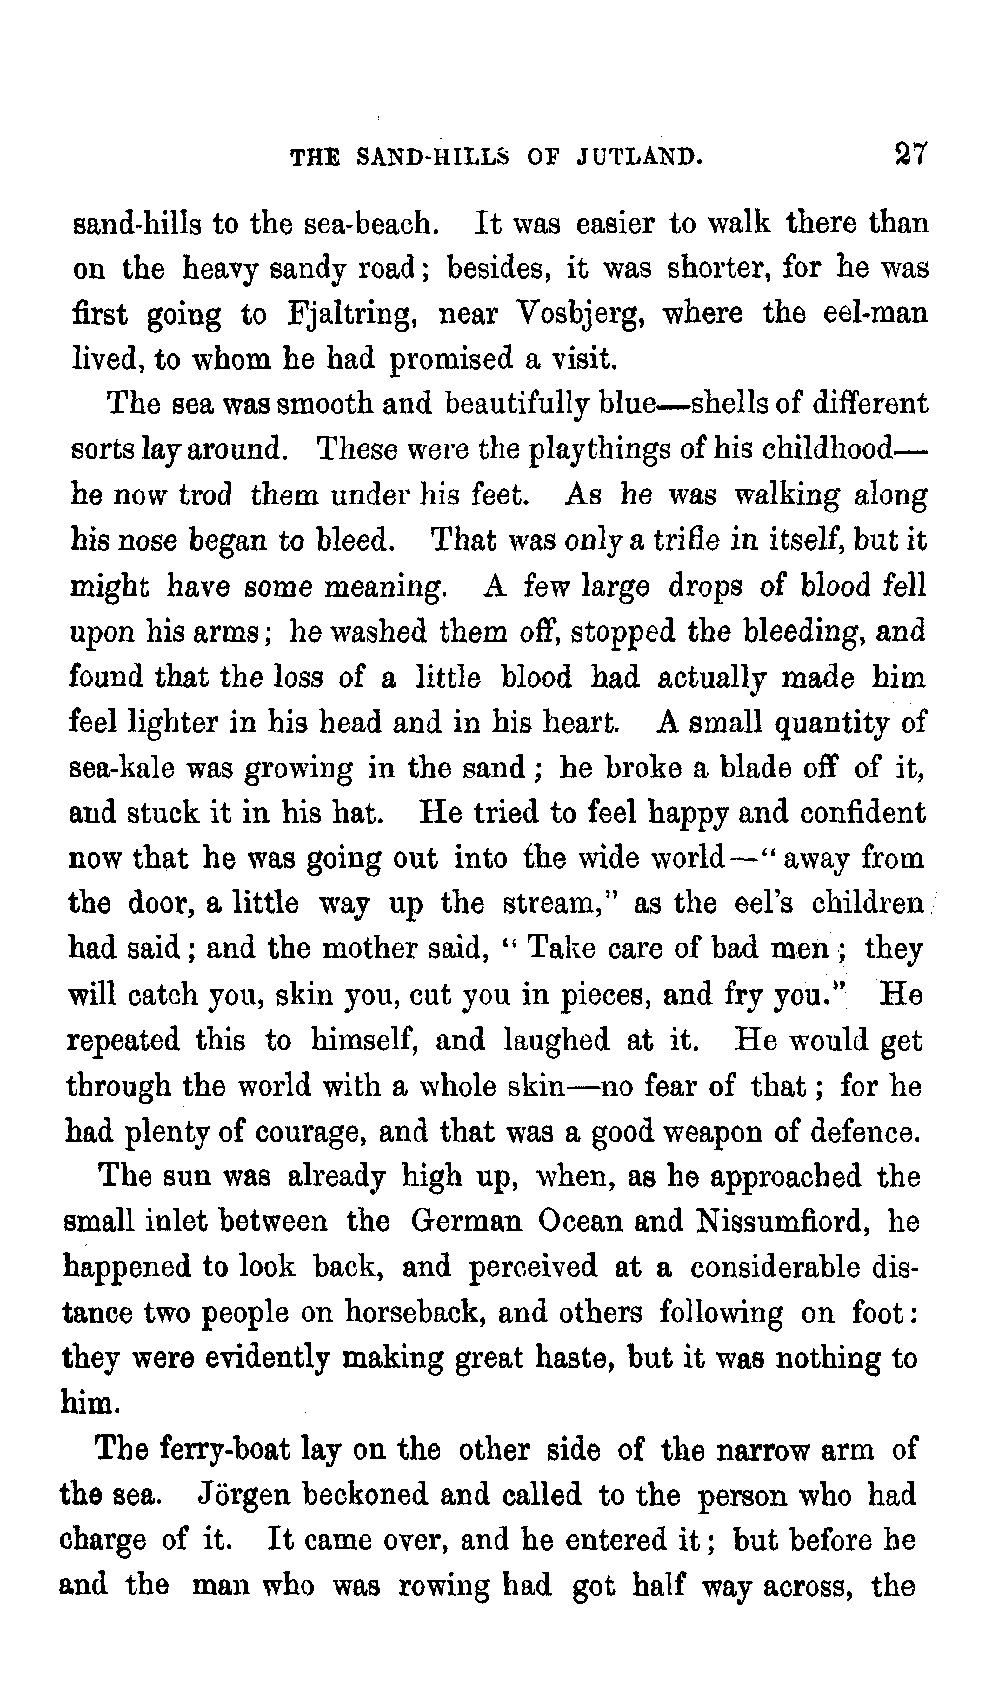 THE SAND-HILLS OF JUTLAND. 27
sand-hills to the sea-beach. It was easier to walk there than
on the heavy sandy road; besides, it was shorter, for he was
first going to Fjaltring, near Vosbjerg, where the eel-man
lived, to whom he had promised a visit.
The sea was smooth and beautifully blue—shells of different
sorts lay around. These were the playthings of his childhood—
he now trod them under his feet. As he was walking along
his nose began to bleed. That was only a trifle in itself, but it
might have some meaning. A few large drops of blood fell
upon his arms; he washed them off, stopped the bleeding, and
found that the loss of a little blood had actually made him
feel lighter in his head and in his heart. A small quantity of
sea-kale was growing in the sand; he broke a blade off of it,
and stuck it in his hat. He tried to feel happy and confident
now that he was going out into the wide world—"away from
the door, a little way up the stream," as the eel's children
had said; and the mother said, "Take care of bad men; they
will catch you, skin you, cut you in pieces, and fry you." He
repeated this to himself, and laughed at it. He would get
through the world with a whole skin—no fear of that; for he
had plenty of courage, and that was a good weapon of defence.
The sun was already high up, when, as he approached the
small inlet between the German Ocean and Nissumfiord, he
happened to look back, and perceived at a considerable dis-
tance two people on horseback, and others following on foot:
they were evidently making great haste, but it was nothing to
him.
The ferry-boat lay on the other side of the narrow arm of
the sea. Jörgen beckoned and called to the person who had
charge of it. It came over, and he entered it; but before he
and the man who was rowing had got half way across, the